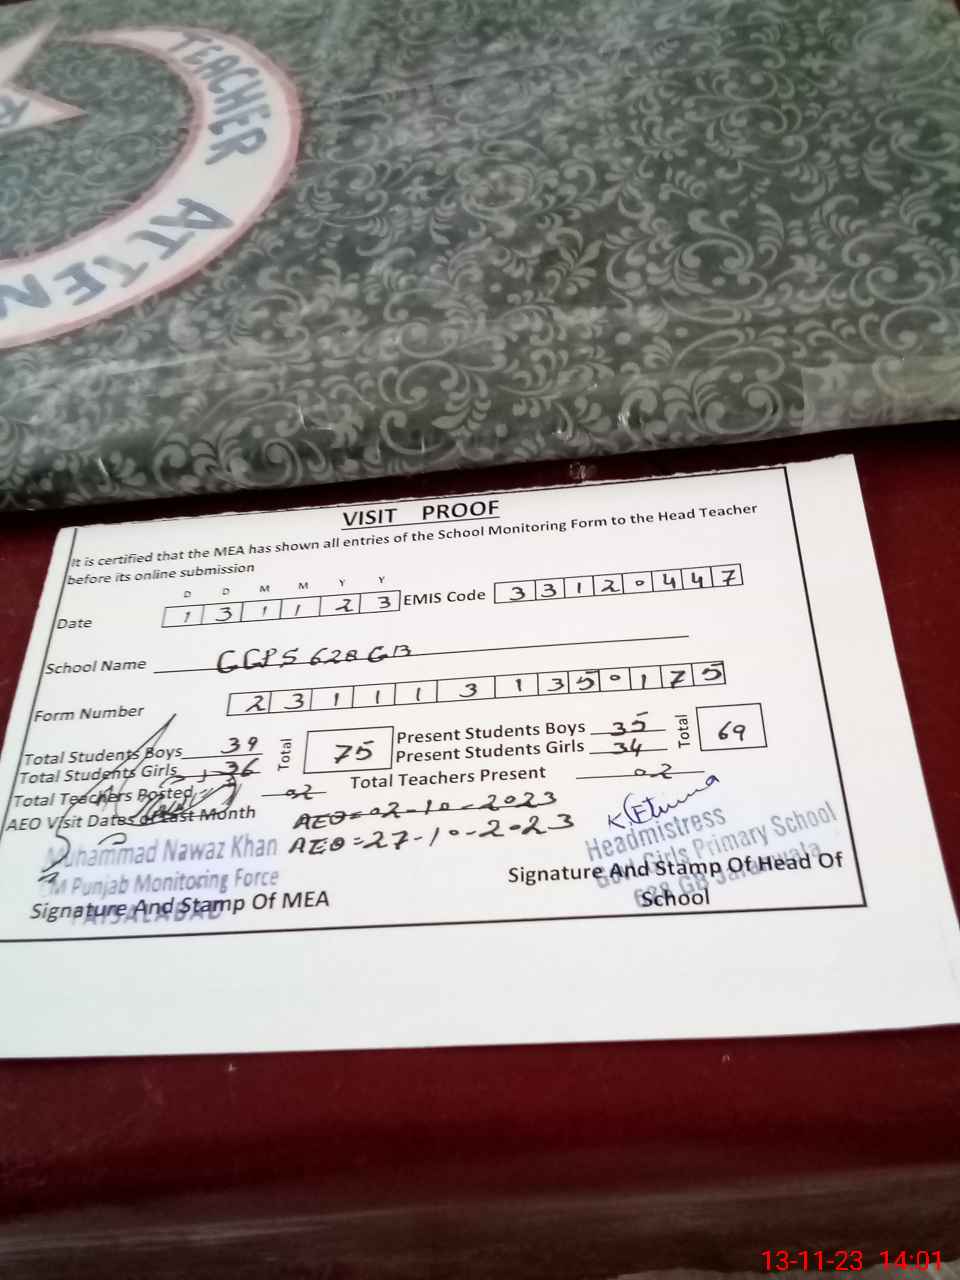 TEACHER ATTEN
VISIT PROOF
It is certified that the MEA has shown all entries of the School Monitoring Form to the Head Teacher
before its online submission
D D M M Y Y
Date 1 3 1 1 2 3 EMIS Code 3 3 1 2 0 4 4 7
School Name GGPS 628 GB
Form Number 2 3 1 1 1 3 1 3 5 0 1 7 5
Total Students Boys 39 Total 75 Present Students Boys 35 Total 69
Total Students Girls 36 Present Students Girls 34
Total Teachers Posted 02 Total Teachers Present 02
AEO Visit Dates of Last Month AEO = 02-10-2023
AEO = 27-10-2023
Muhammad Nawaz Khan
Punjab Monitoring Force
FAISALABAD
Signature And Stamp Of MEA
Headmistress
Govt Girls Primary School
628 GB Jaranwala
Signature And Stamp Of Head Of
School
13-11-23 14:01